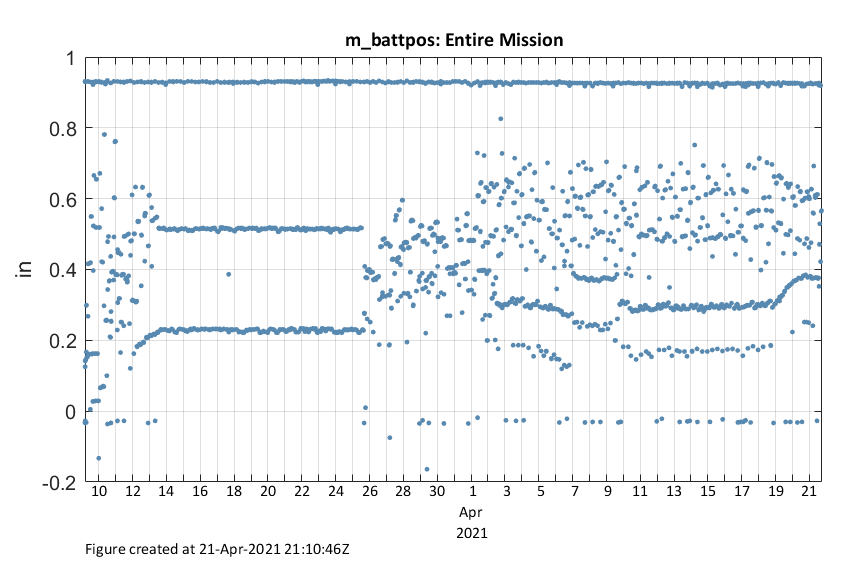 m_battpos: Entire Mission
1
0.8
0.6
0.4
0.2
0
-0.2
in
10 12 14 16 18 20 22 24 26 28 30 1 3 5 7 9 11 13 15 17 19 21
Apr
2021
Figure created at 21-Apr-2021 21:10:46Z